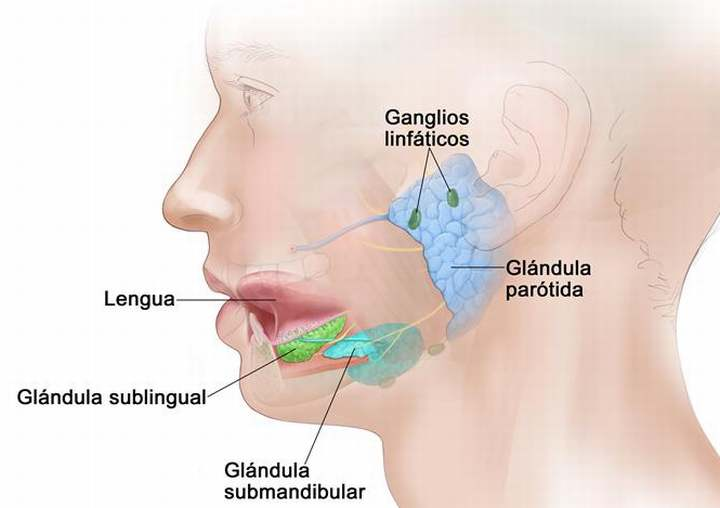 Ganglios
linfáticos
Glándula
parótida
Lengua
Glándula sublingual
Glándula
submandibular